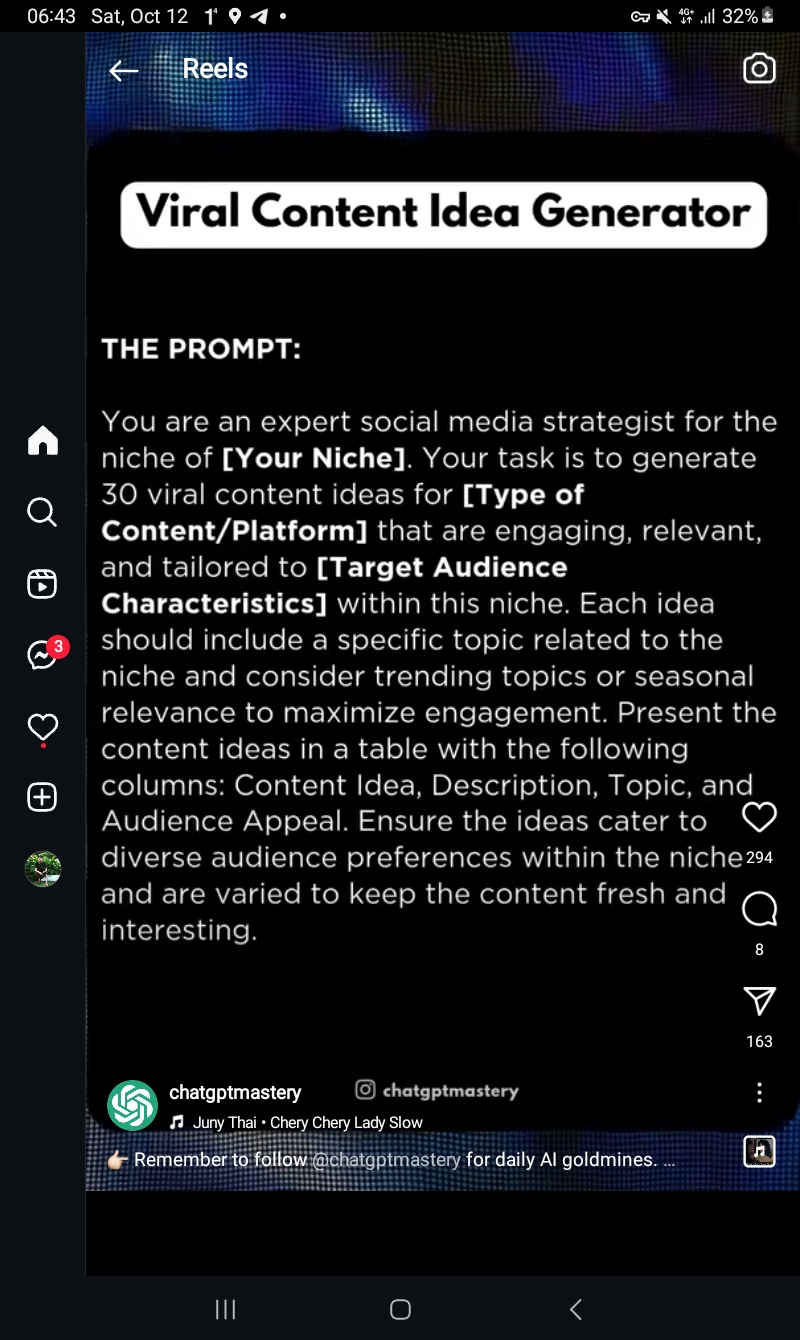 06:43 Sat, Oct 12 1° 4G+ 32%
Reels
Viral Content Idea Generator
THE PROMPT:
You are an expert social media strategist for the
niche of [Your Niche]. Your task is to generate
30 viral content ideas for [Type of
Content/Platform] that are engaging, relevant,
and tailored to [Target Audience
Characteristics] within this niche. Each idea
should include a specific topic related to the
niche and consider trending topics or seasonal
relevance to maximize engagement. Present the
content ideas in a table with the following
columns: Content Idea, Description, Topic, and
Audience Appeal. Ensure the ideas cater to
diverse audience preferences within the niche
and are varied to keep the content fresh and
interesting.
3
294
8
163
chatgptmastery
chatgptmastery
Juny Thai • Chery Chery Lady Slow
👉🏻 Remember to follow @chatgptmastery for daily AI goldmines. ...